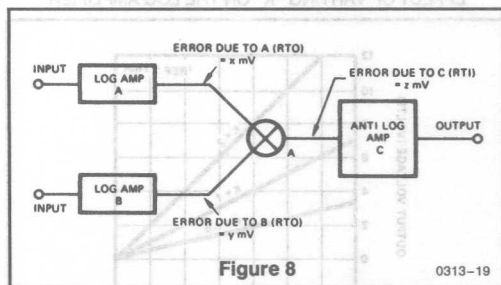 ERROR DUE TO A (RTO)
= x mV
INPUT
LOG AMP
A
ERROR DUE TO C (RTI)
= z mV
A
ANTI LOG
AMP
C
OUTPUT
INPUT
LOG AMP
B
ERROR DUE TO B (RTO)
= y mV
Figure 8
0313–19